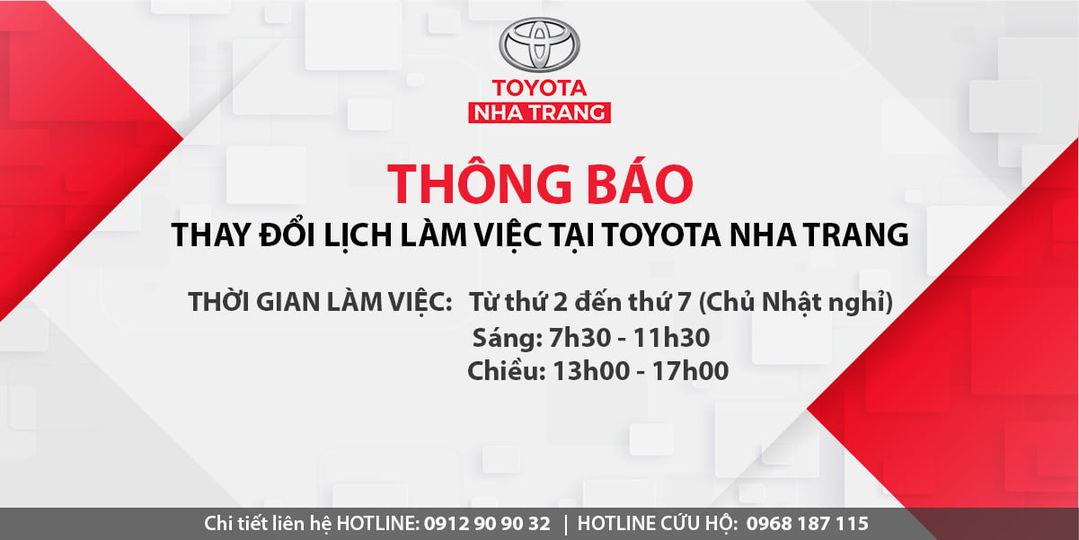 TOYOTA
NHA TRANG
THÔNG BÁO
THAY ĐỔI LỊCH LÀM VIỆC TẠI TOYOTA NHA TRANG
THỜI GIAN LÀM VIỆC: Từ thứ 2 đến thứ 7 (Chủ Nhật nghỉ)
Sáng: 7h30 - 11h30
Chiều: 13h00 - 17h00
Chi tiết liên hệ HOTLINE: 0912 90 90 32 | HOTLINE CỨU HỘ: 0968 187 115